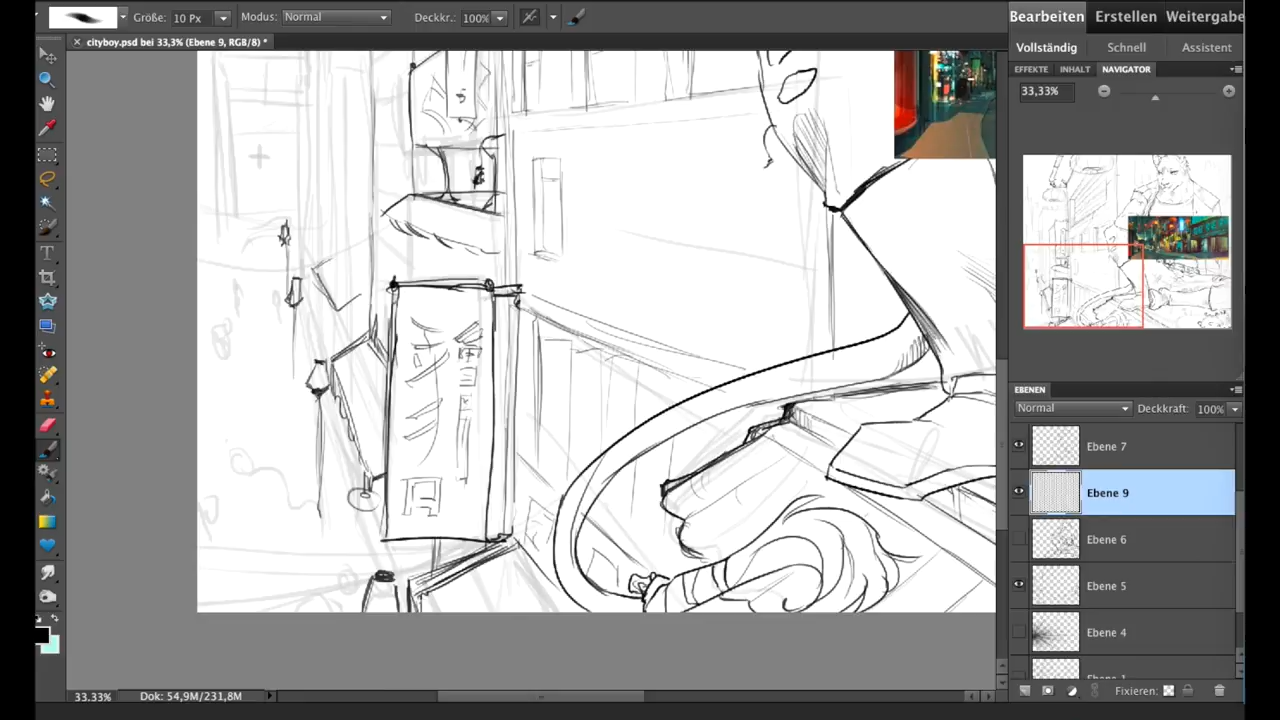 Größe: 10 Px Modus: Normal Deckkr.: 100%
Bearbeiten Erstellen Weitergabe
cityboy.psd bei 33,3% (Ebene 9, RGB/8) *
Vollständig Schnell Assistent
EFFEKTE INHALT NAVIGATOR
33,33%
EBENEN
Normal Deckkraft: 100%
Ebene 7
Ebene 9
Ebene 6
Ebene 5
Ebene 4
33.33% Dok: 54,9M/231,8M
Fixieren: